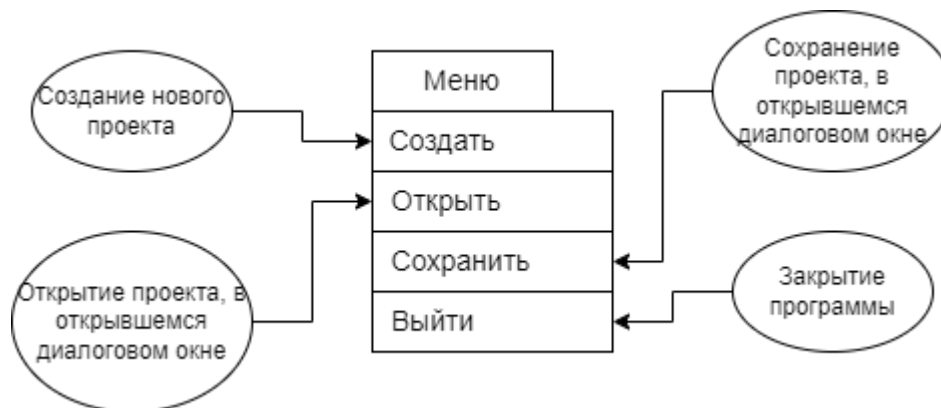 Создание нового
проекта
Меню
Создать
Открыть
Сохранить
Выйти
Открытие проекта, в
открывшемся
диалоговом окне
Сохранение
проекта, в
открывшемся
диалоговом окне
Закрытие
программы